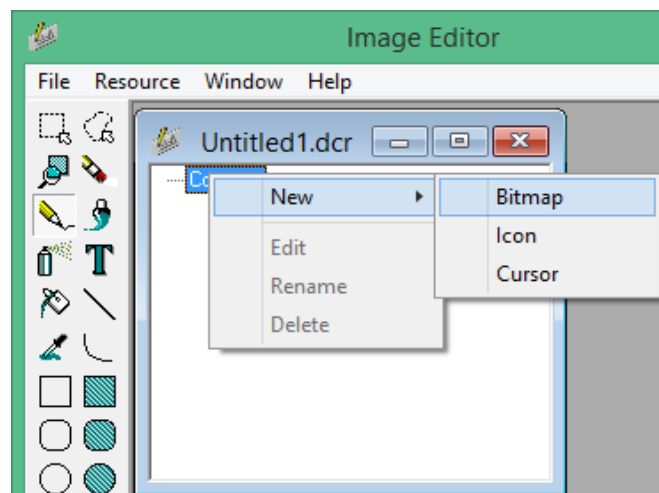 Image Editor
File Resource Window Help
Untitled1.dcr
New
Bitmap
Edit
Icon
Rename
Cursor
Delete
T